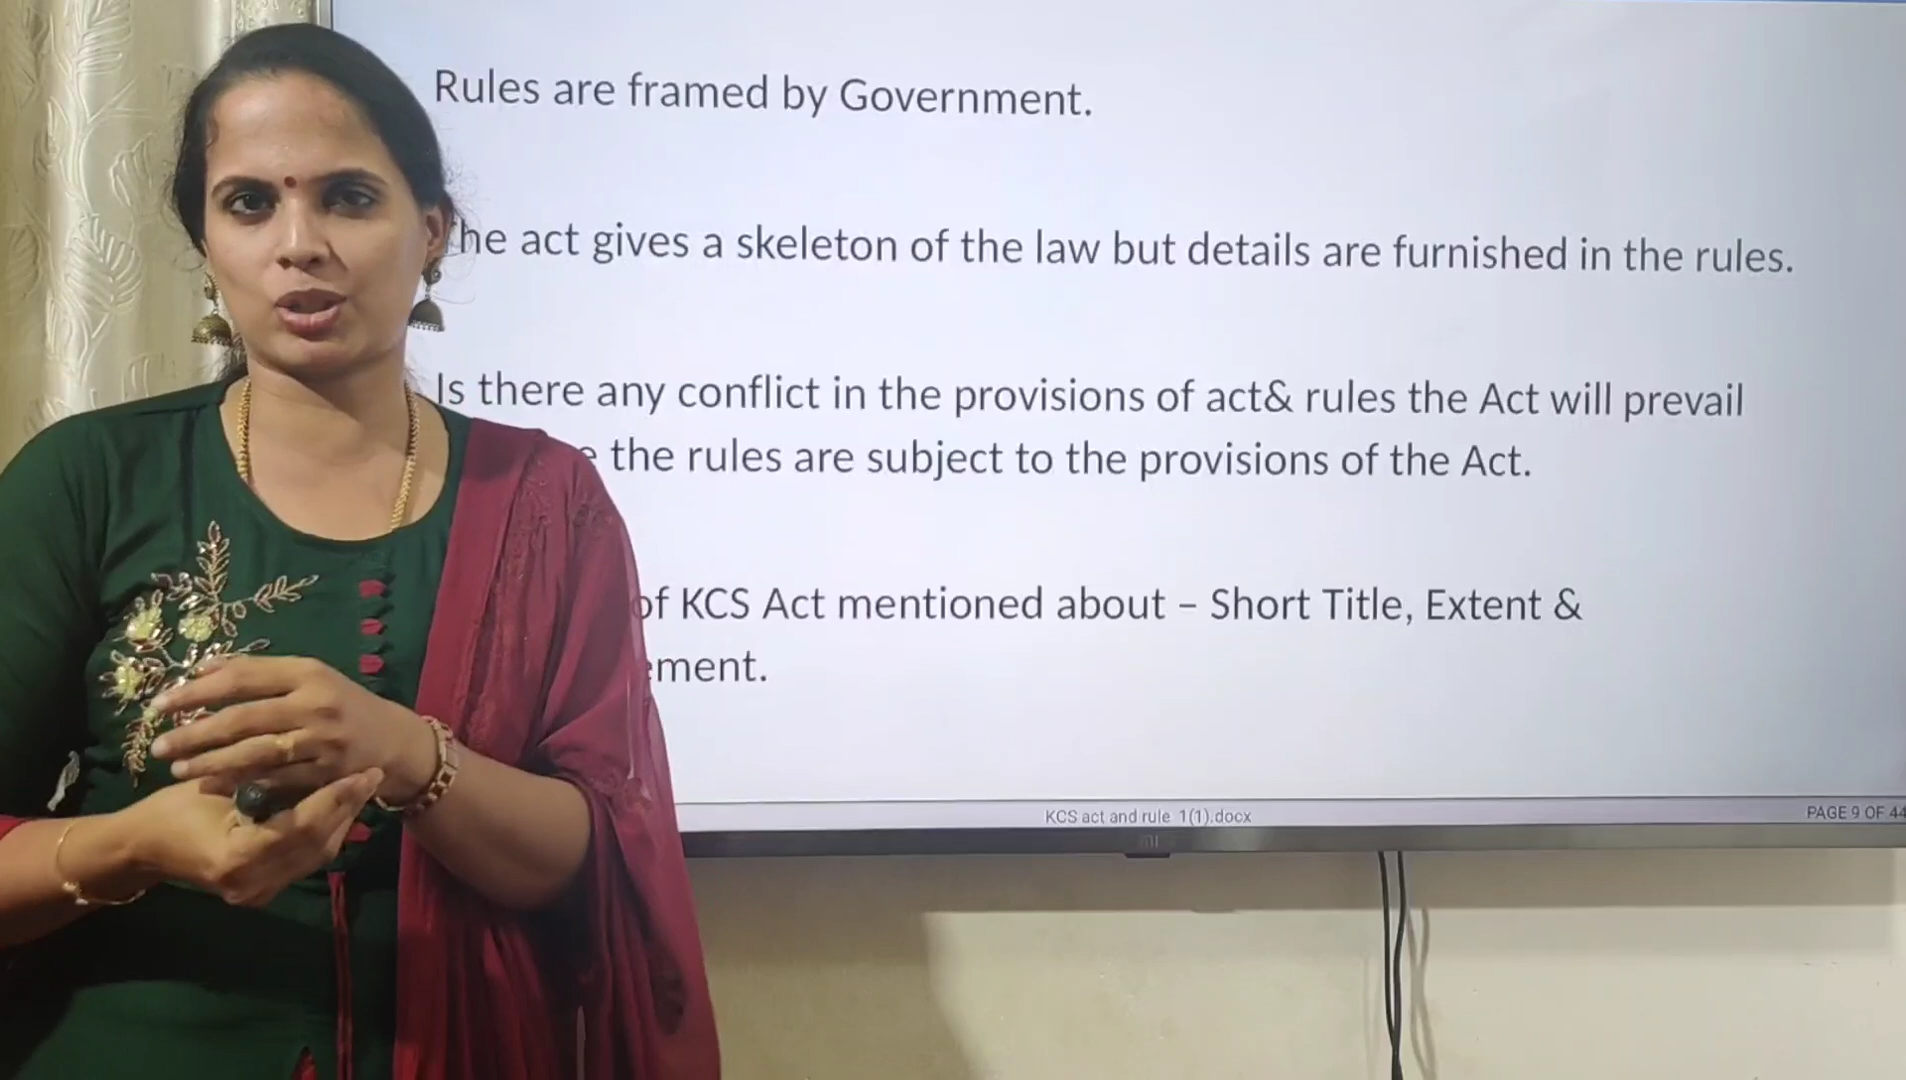 Rules are framed by Government.
he act gives a skeleton of the law but details are furnished in the rules.
Is there any conflict in the provisions of act& rules the Act will prevail
the rules are subject to the provisions of the Act.
of KCS Act mentioned about – Short Title, Extent &
ement.
KCS act and rule 1(1).docx
PAGE 9 OF 44
mi